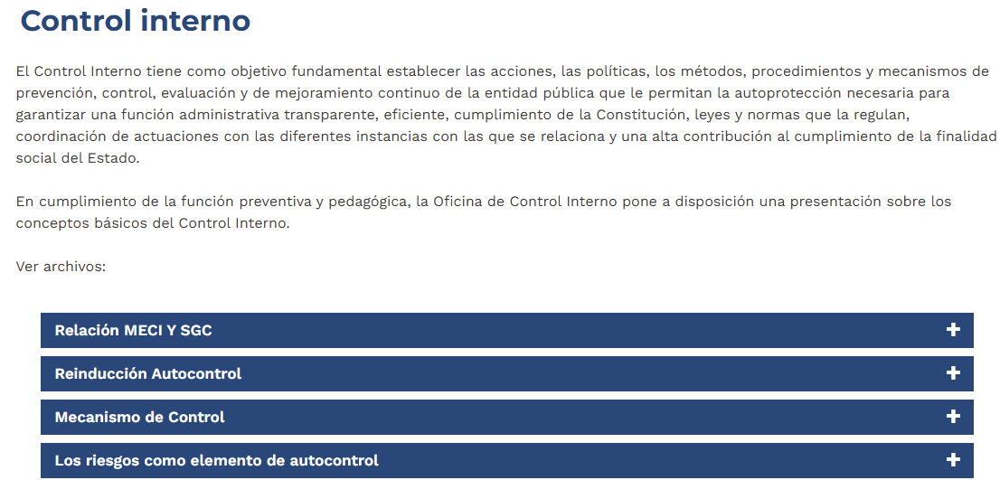 Control interno
El Control Interno tiene como objetivo fundamental establecer las acciones, las políticas, los métodos, procedimientos y mecanismos de
prevención, control, evaluación y de mejoramiento continuo de la entidad pública que le permitan la autoprotección necesaria para
garantizar una función administrativa transparente, eficiente, cumplimiento de la Constitución, leyes y normas que la regulan,
coordinación de actuaciones con las diferentes instancias con las que se relaciona y una alta contribución al cumplimiento de la finalidad
social del Estado.
En cumplimiento de la función preventiva y pedagógica, la Oficina de Control Interno pone a disposición una presentación sobre los
conceptos básicos del Control Interno.
Ver archivos:
Relación MECI Y SGC
Reinducción Autocontrol
Mecanismo de Control
Los riesgos como elemento de autocontrol